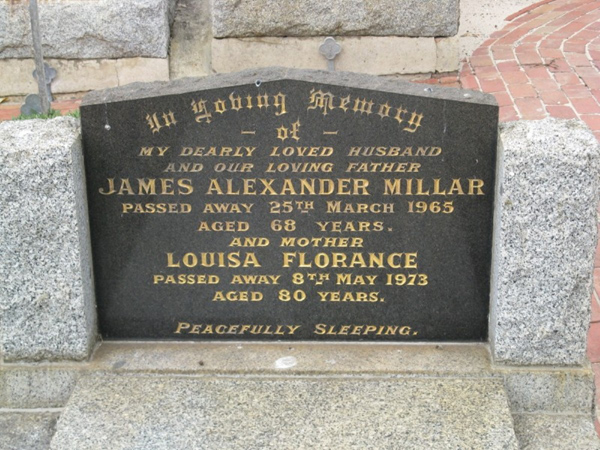 In Loving Memory
– of –
MY DEARLY LOVED HUSBAND
AND OUR LOVING FATHER
JAMES ALEXANDER MILLAR
PASSED AWAY 25TH MARCH 1965
AGED 68 YEARS.
AND MOTHER
LOUISA FLORANCE
PASSED AWAY 8TH MAY 1973
AGED 80 YEARS.
PEACEFULLY SLEEPING.